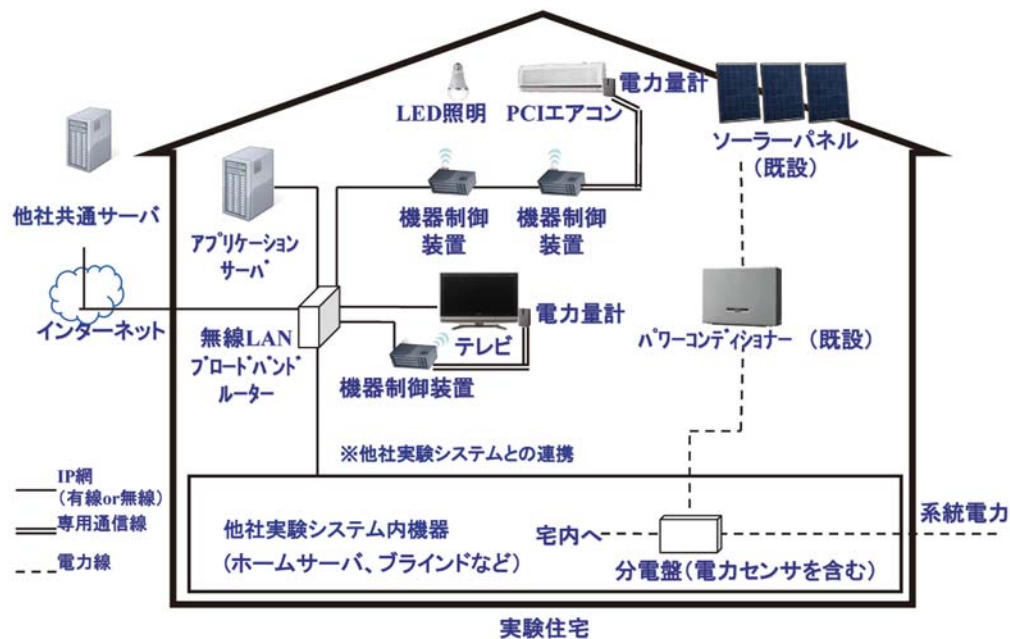 LED照明
PCIエアコン
電力量計
ソーラーパネル
(既設)
他社共通サーバ
アプリケーション
サーバ
機器制御
装置
機器制御
装置
インターネット
無線LAN
ブロードバンド
ルーター
テレビ
電力量計
機器制御装置
パワーコンディショナー (既設)
※他社実験システムとの連携
IP網
(有線or無線)
専用通信線
電力線
他社実験システム内機器
(ホームサーバ、ブラインドなど)
宅内へ
系統電力
分電盤(電力センサを含む)
実験住宅